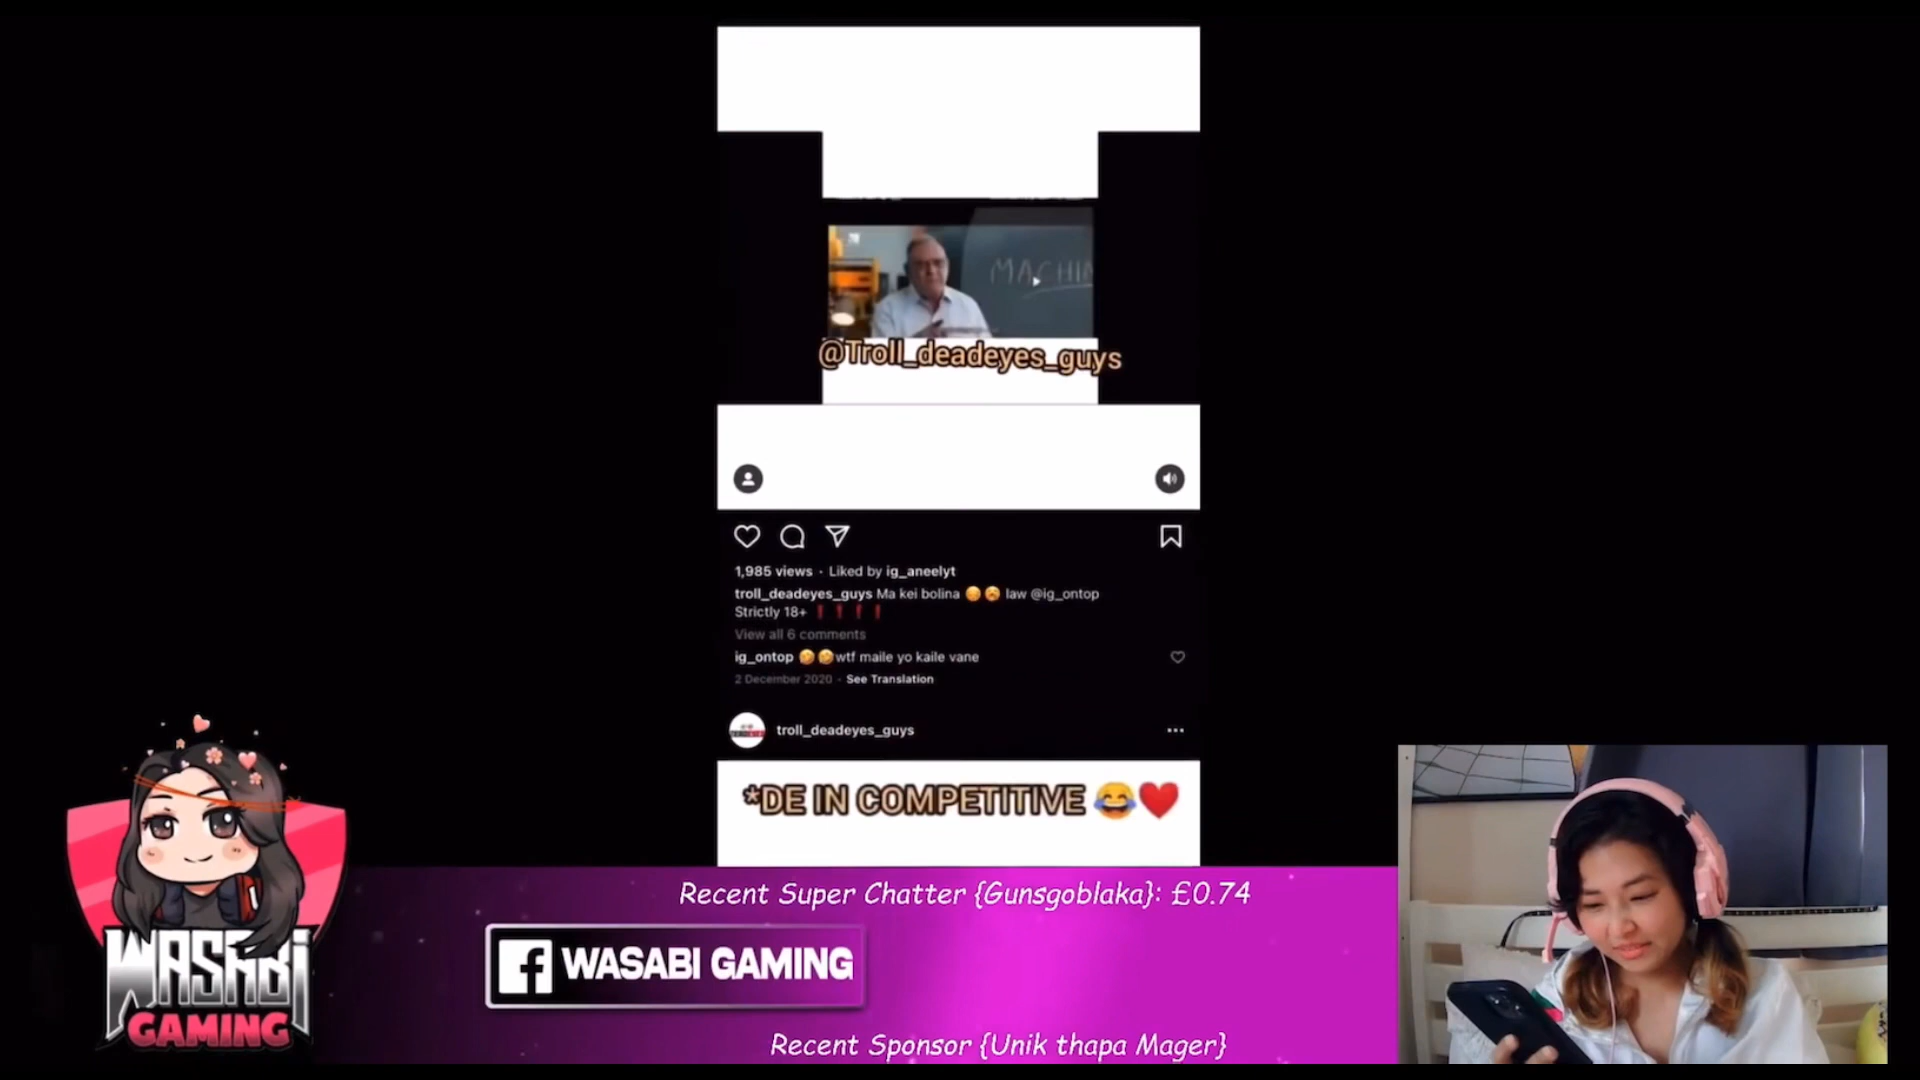 MACHIN
@Troll_deadeyes_guys
1,985 views · Liked by ig_aneelyt
troll_deadeyes_guys Ma kei bolina 😏😪 law @ig_ontop
Strictly 18+ ❗❗❗❗
View all 6 comments
ig_ontop 🤣🤣wtf maile yo kaile vane
2 December 2020 · See Translation
troll_deadeyes_guys
*DE IN COMPETITIVE 😂❤️
Recent Super Chatter {Gunsgoblaka}: £0.74
WASABI GAMING
WASABI
GAMING
Recent Sponsor {Unik thapa Mager}